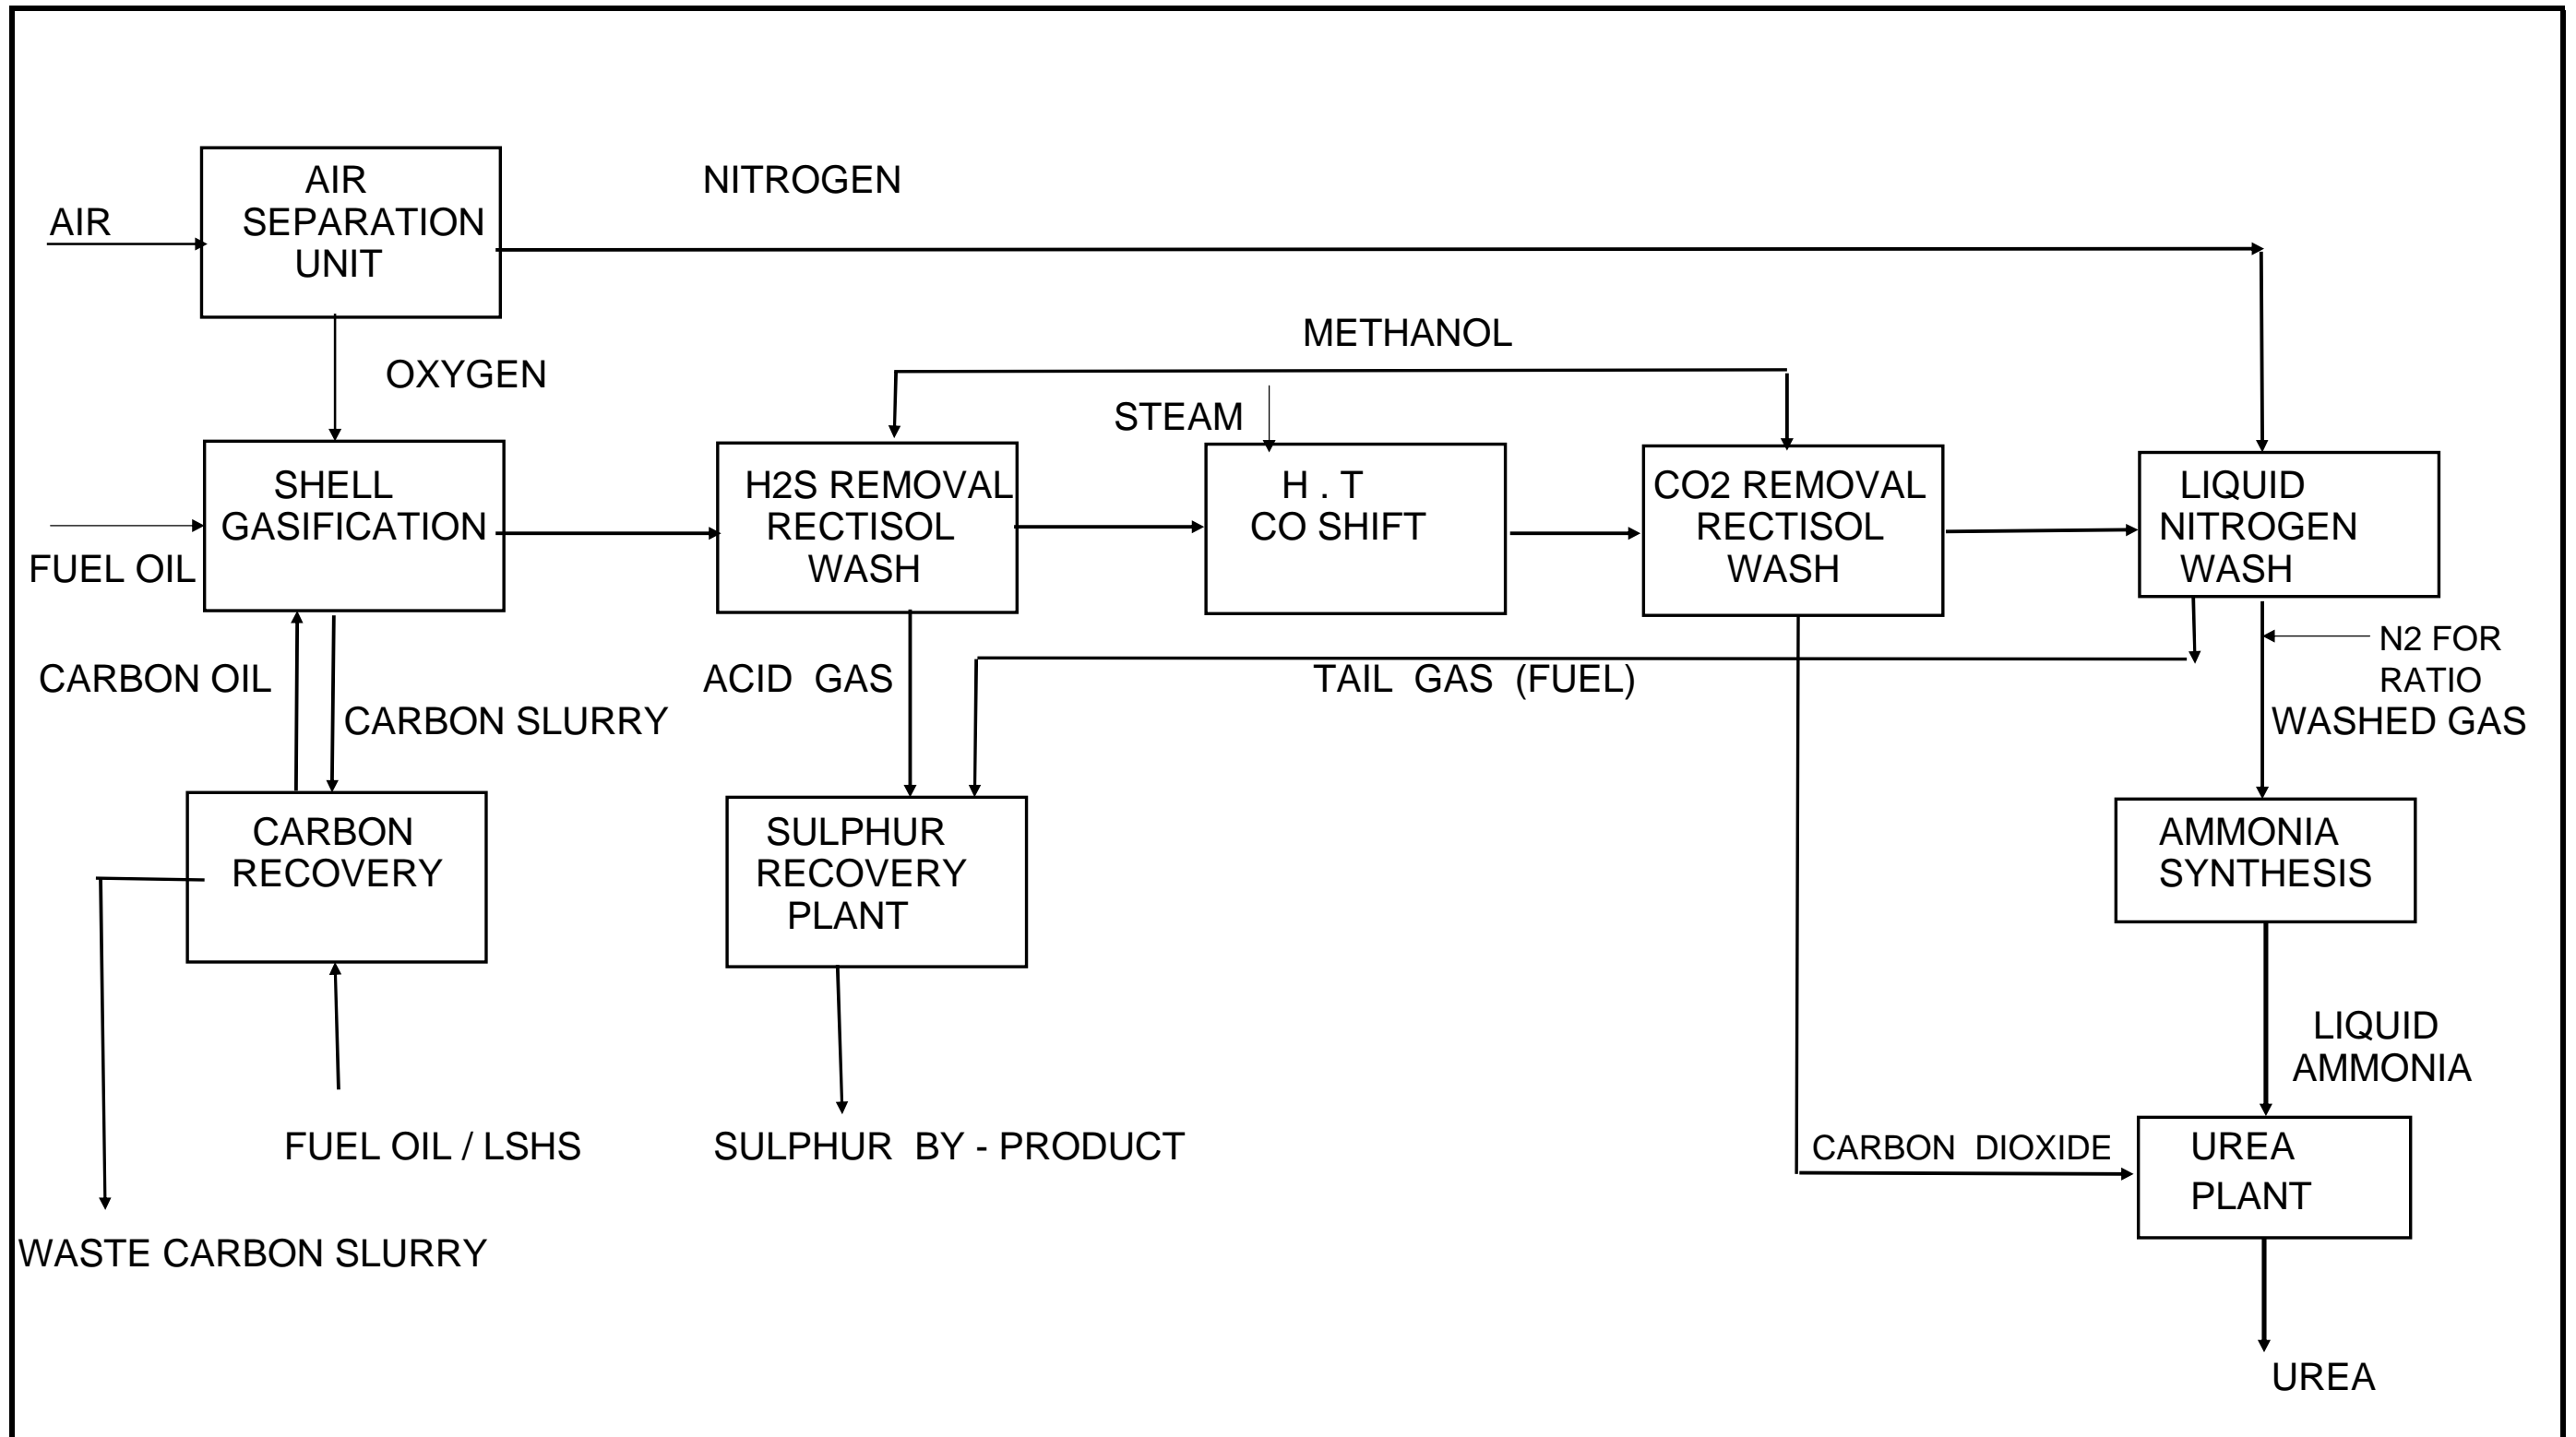 AIR
AIR
SEPARATION
UNIT
NITROGEN
METHANOL
OXYGEN
STEAM
FUEL OIL
SHELL
GASIFICATION
H2S REMOVAL
RECTISOL
WASH
H . T
CO SHIFT
CO2 REMOVAL
RECTISOL
WASH
LIQUID
NITROGEN
WASH
N2 FOR
RATIO
WASHED GAS
CARBON OIL
CARBON SLURRY
ACID GAS
TAIL GAS (FUEL)
CARBON
RECOVERY
SULPHUR
RECOVERY
PLANT
AMMONIA
SYNTHESIS
LIQUID
AMMONIA
FUEL OIL / LSHS
SULPHUR BY - PRODUCT
CARBON DIOXIDE
UREA
PLANT
WASTE CARBON SLURRY
UREA